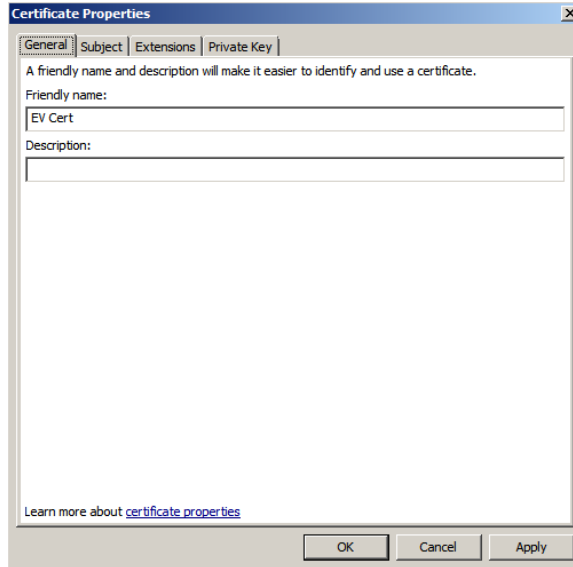 Certificate Properties
General Subject Extensions Private Key
A friendly name and description will make it easier to identify and use a certificate.
Friendly name:
EV Cert
Description:
Learn more about certificate properties
OK Cancel Apply